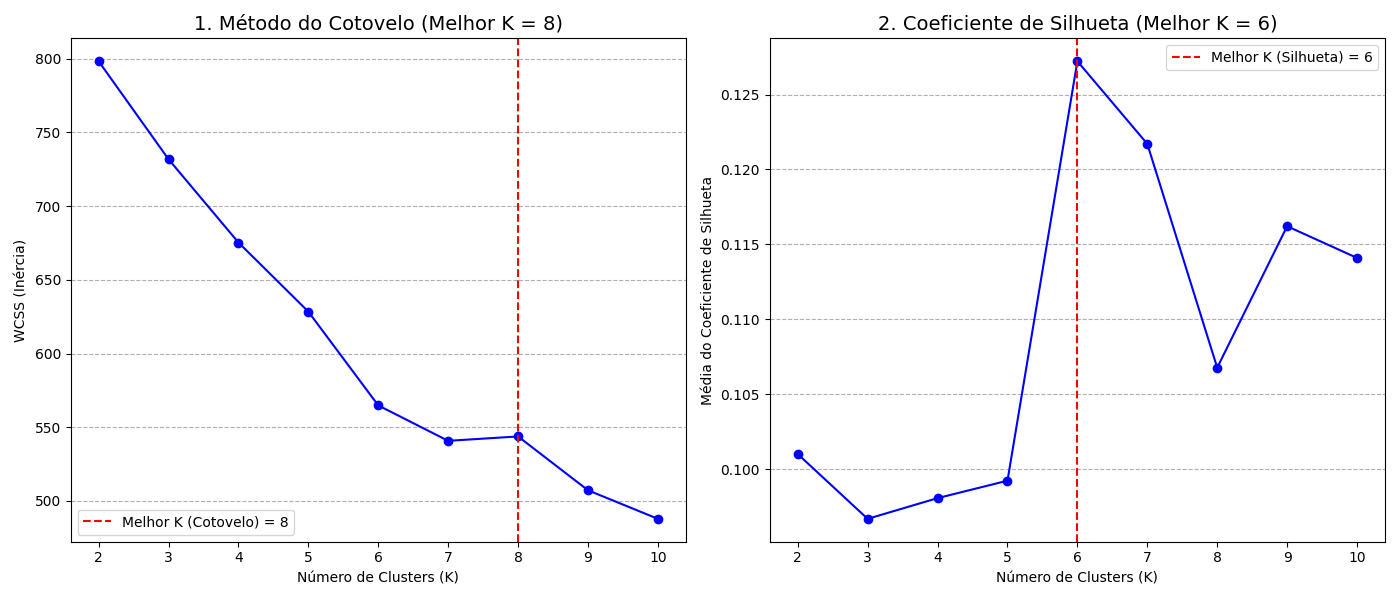 1. Método do Cotovelo (Melhor K = 8)
800
750
700
650
600
550
500
WCSS (Inércia)
Melhor K (Cotovelo) = 8
2 3 4 5 6 7 8 9 10
Número de Clusters (K)
2. Coeficiente de Silhueta (Melhor K = 6)
Melhor K (Silhueta) = 6
0.125
0.120
0.115
0.110
0.105
0.100
Média do Coeficiente de Silhueta
2 3 4 5 6 7 8 9 10
Número de Clusters (K)